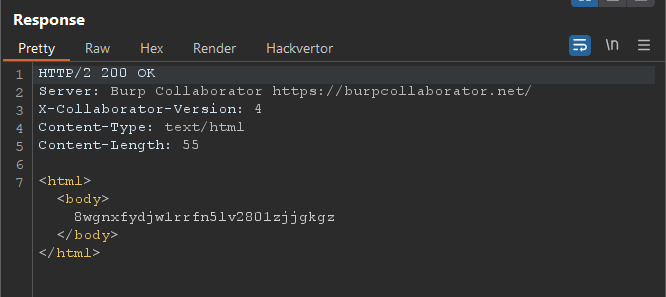 Response
Pretty Raw Hex Render Hackvertor \n
1 HTTP/2 200 OK
2 Server: Burp Collaborator https://burpcollaborator.net/
3 X-Collaborator-Version: 4
4 Content-Type: text/html
5 Content-Length: 55
6
7 <html>
<body>
8wgnxfydjw1rrfn5lv2801zjjgkgz
</body>
</html>